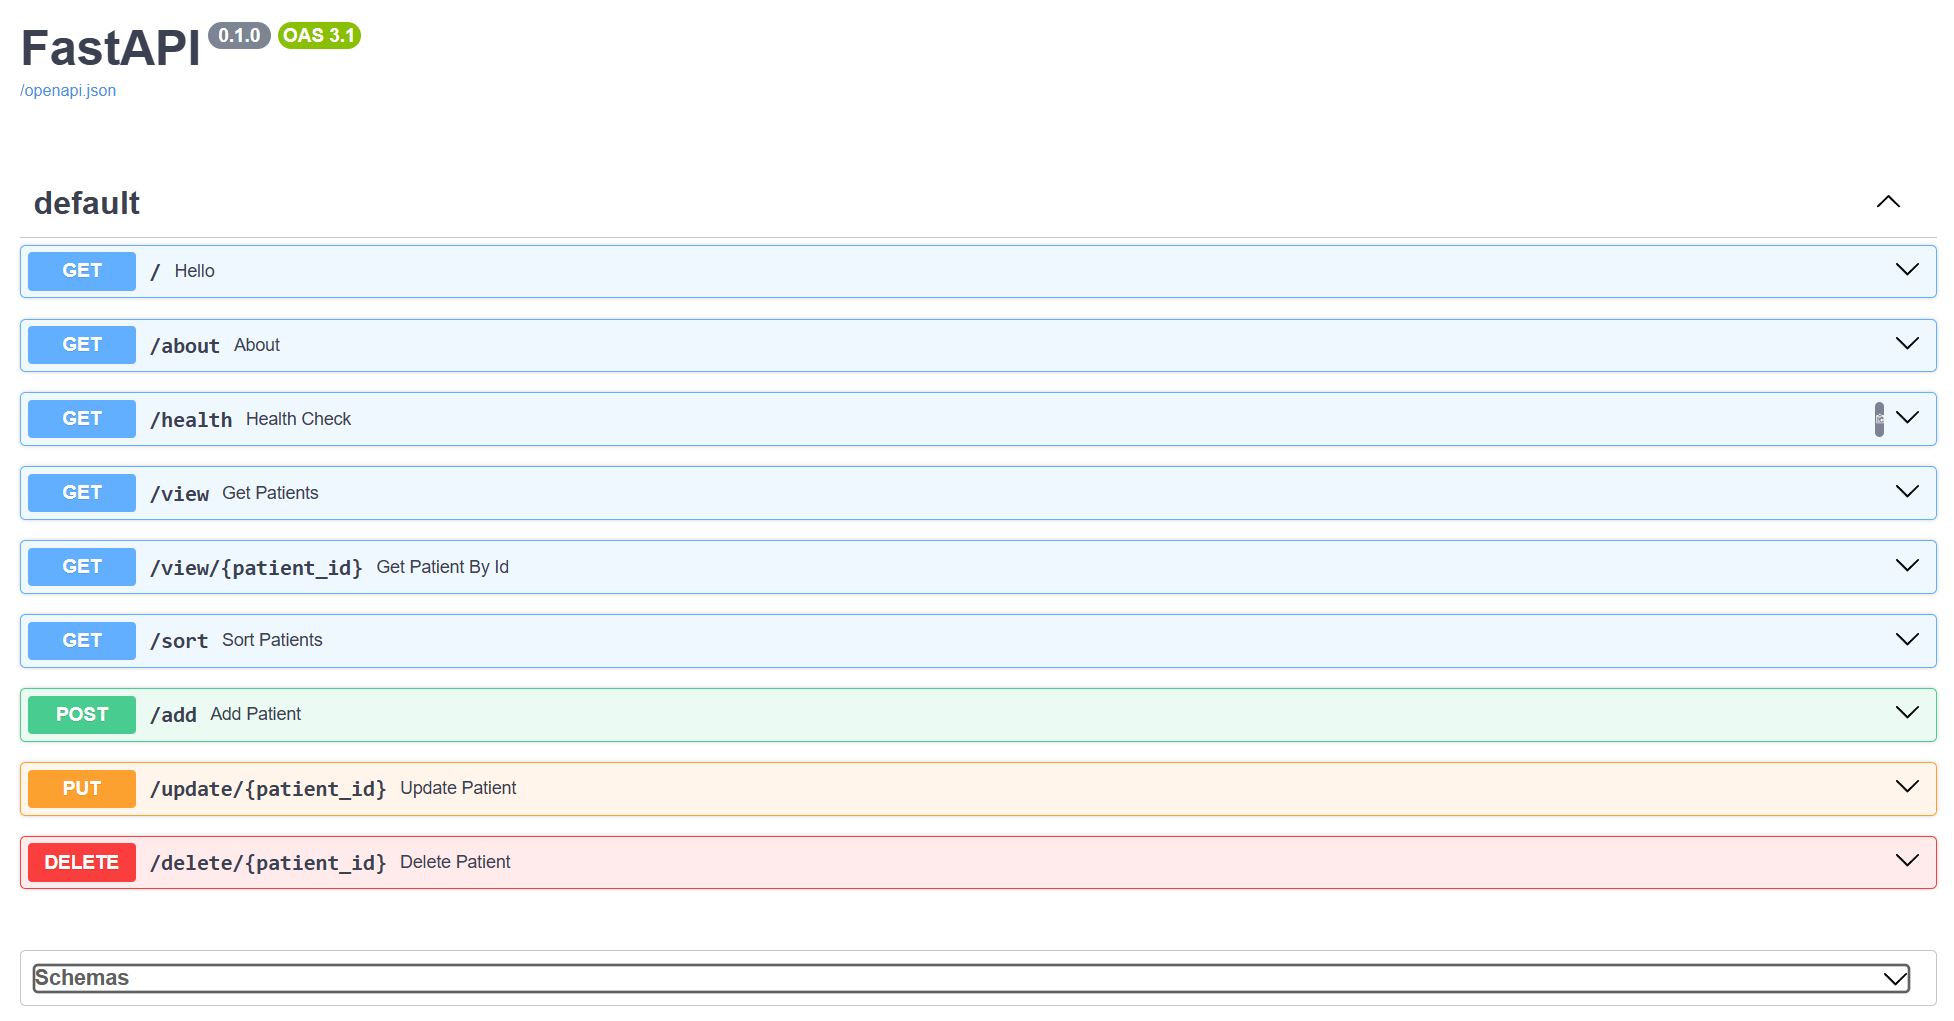 FastAPI 0.1.0 OAS 3.1
/openapi.json
default
GET / Hello
GET /about About
GET /health Health Check
GET /view Get Patients
GET /view/{patient_id} Get Patient By Id
GET /sort Sort Patients
POST /add Add Patient
PUT /update/{patient_id} Update Patient
DELETE /delete/{patient_id} Delete Patient
Schemas